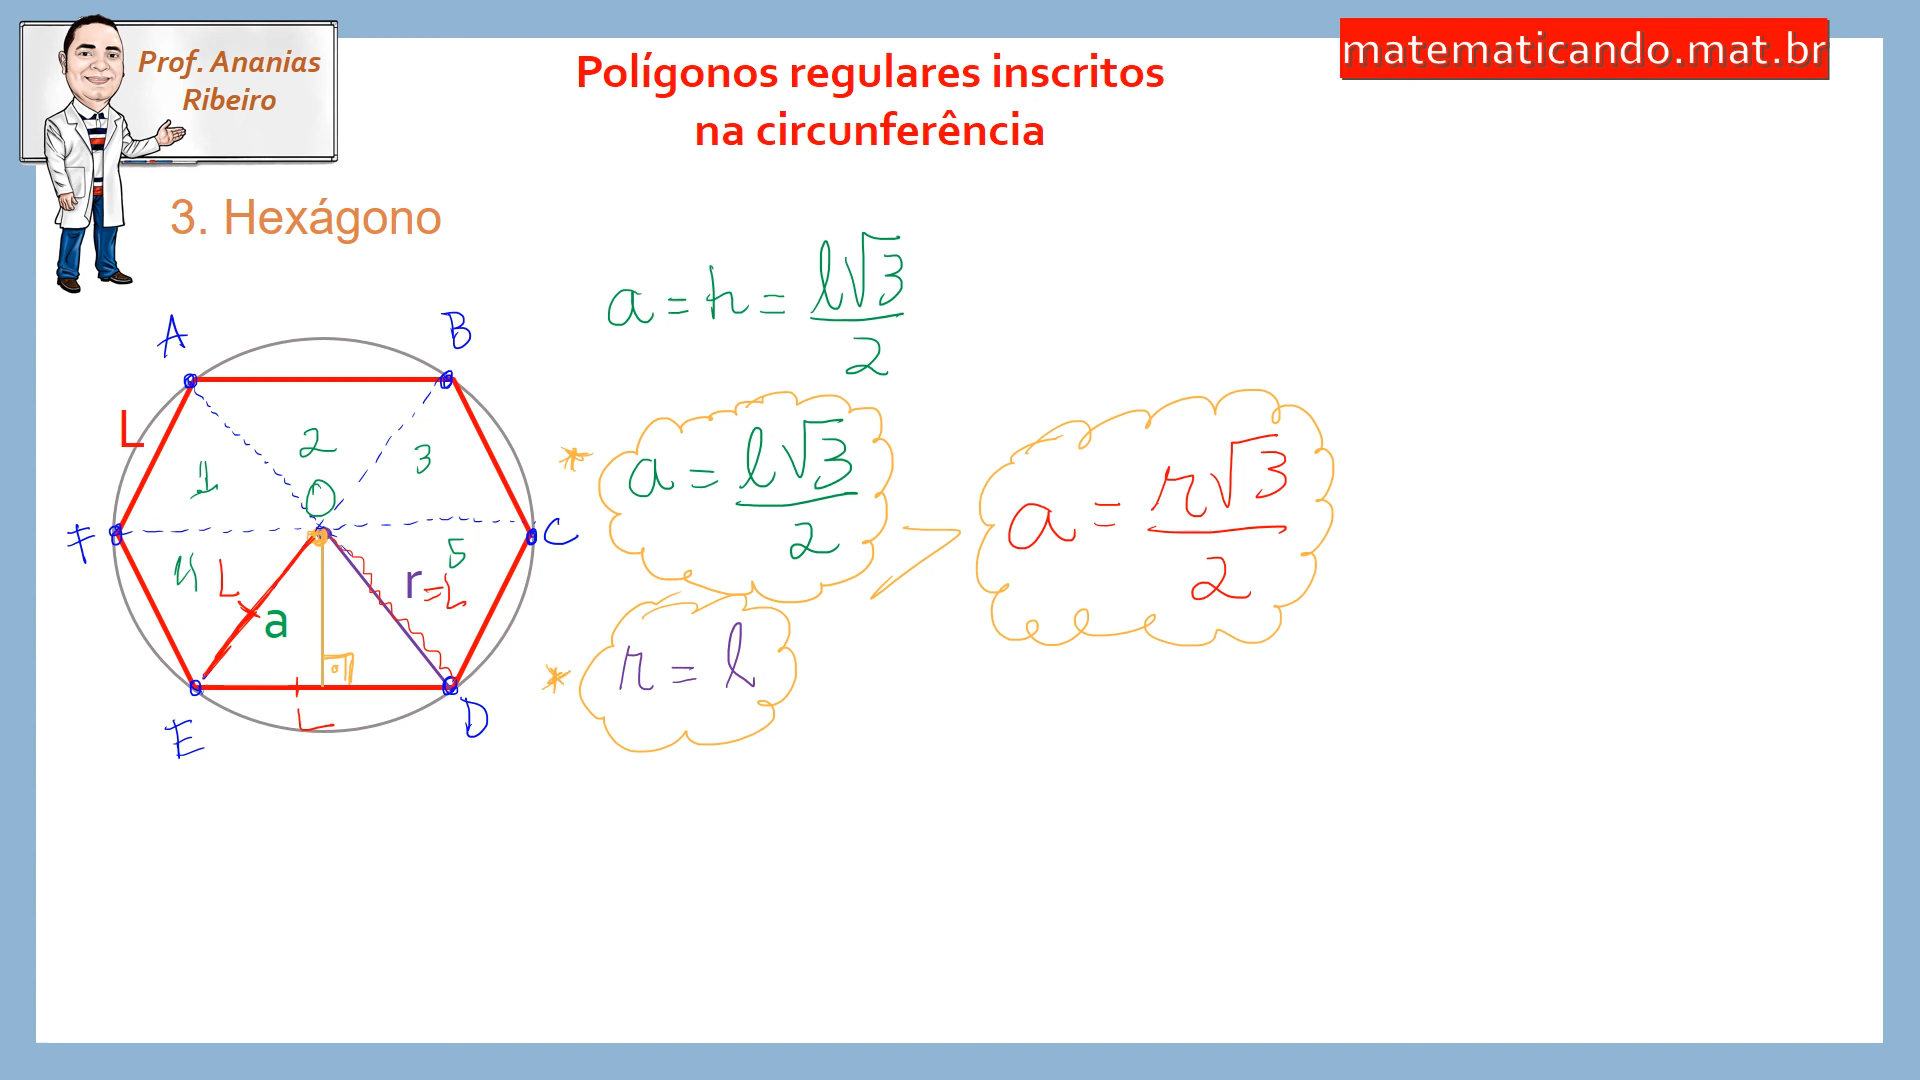 Prof. Ananias
Ribeiro
Polígonos regulares inscritos
na circunferência
matematicando.mat.br
3. Hexágono
a = h = l√3/2
A
B
L
2
3
1
O
F
C
4
L
5
r = L
a
E
L
D
* a = l√3/2
a = r√3/2
* r = l